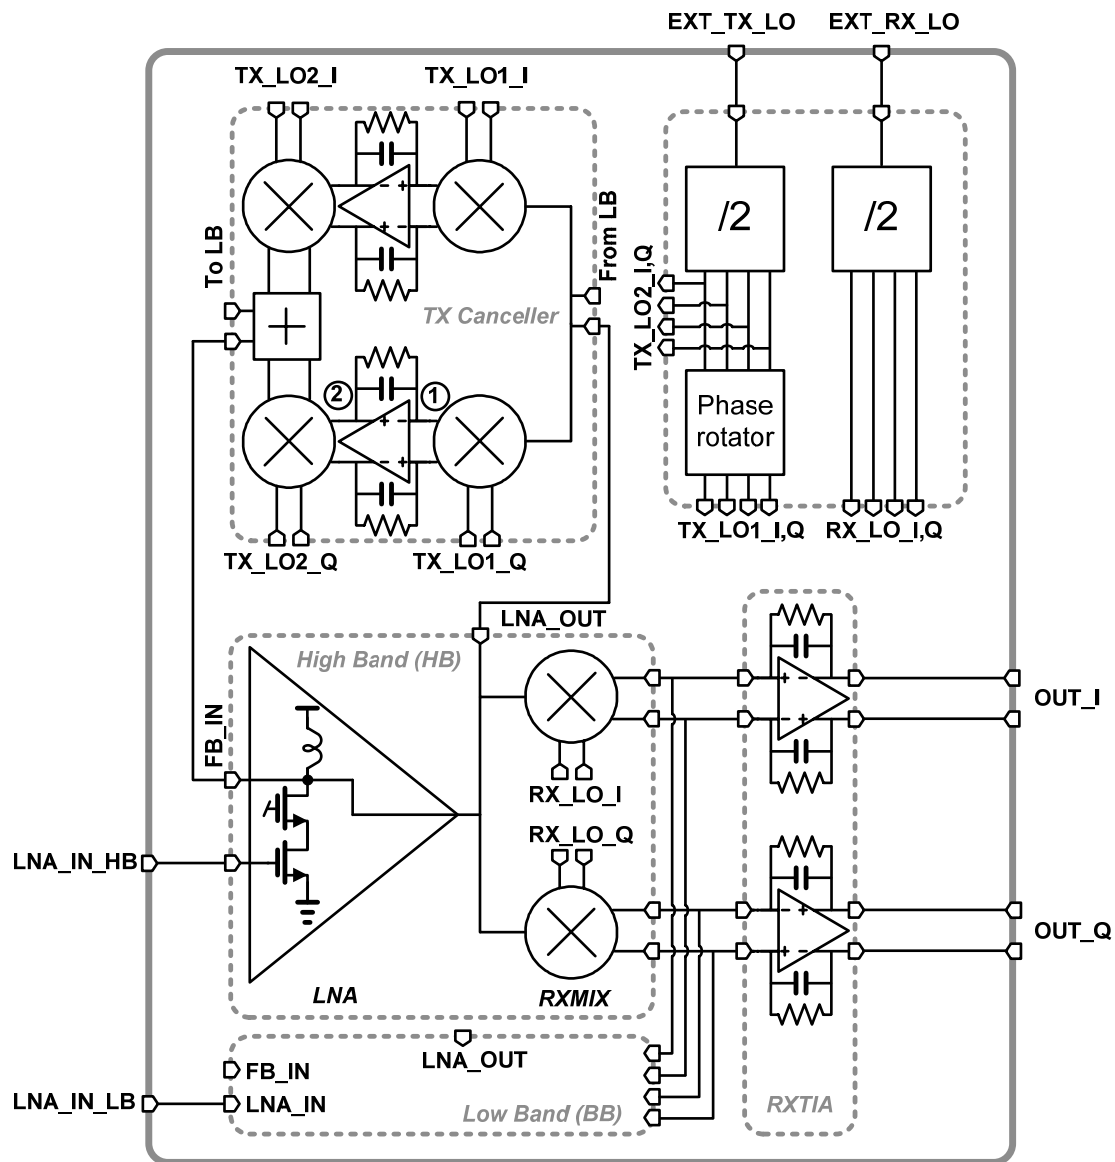 EXT_TX_LO
EXT_RX_LO
TX_LO2_I
TX_LO1_I
/2
/2
To LB
From LB
TX_LO2_I,Q
TX Canceller
+ - + -
2
1
Phase
rotator
TX_LO2_Q
TX_LO1_Q
TX_LO1_I,Q
RX_LO_I,Q
LNA_OUT
High Band (HB)
FB_IN
OUT_I
RX_LO_I
RX_LO_Q
LNA_IN_HB
OUT_Q
LNA
RXMIX
LNA_OUT
FB_IN
LNA_IN_LB
LNA_IN
Low Band (BB)
RXTIA